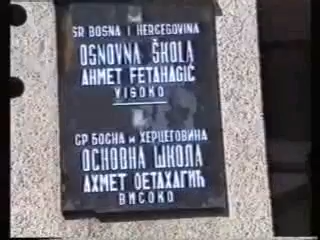 SR BOSNA I HERCEGOVINA
OSNOVNA ŠKOLA
AHMET FETAHAGIĆ
VISOKO
СР БОСНА И ХЕРЦЕГОВИНА
ОСНОВНА ШКОЛА
АХМЕТ ФЕТАХАГИЋ
ВИСОКО